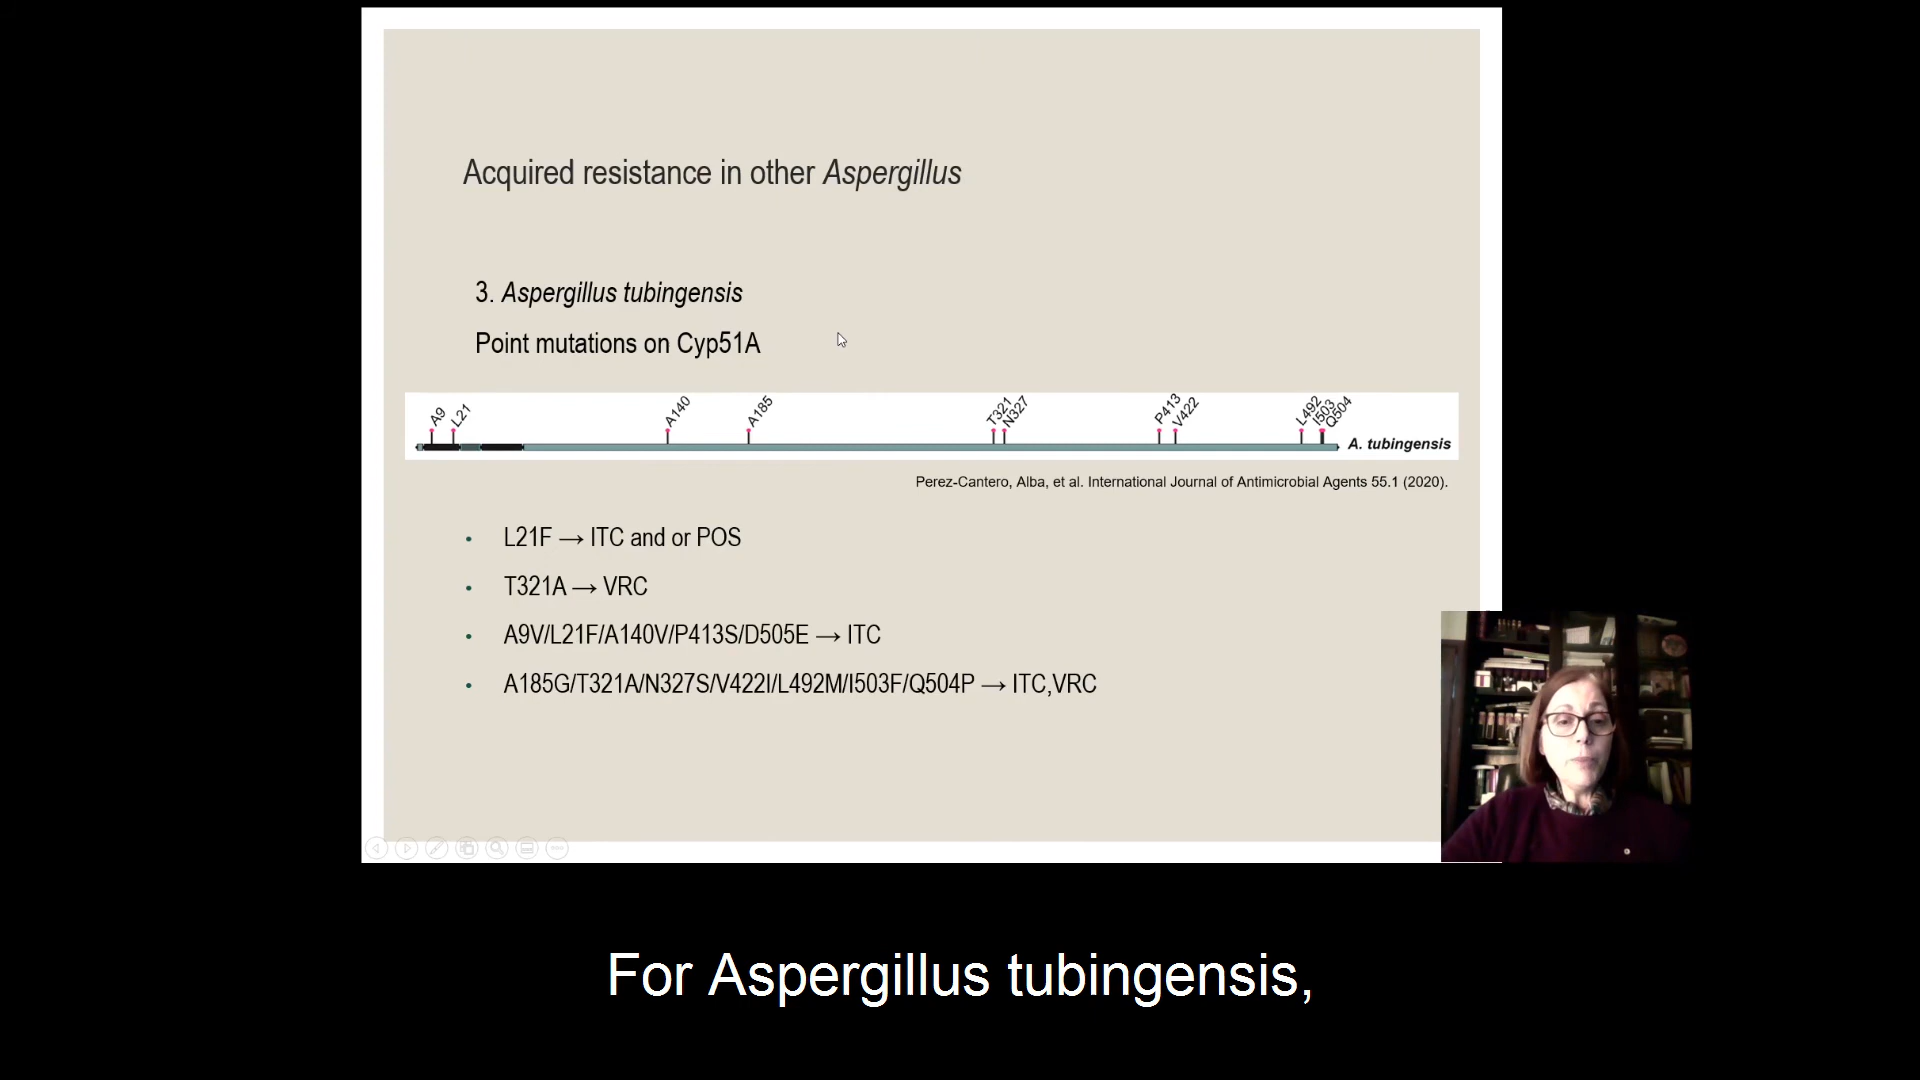 Acquired resistance in other Aspergillus
3. Aspergillus tubingensis
Point mutations on Cyp51A
A9 L21 A140 A185 T321 N327 P413 V422 L492 I503 Q504
A. tubingensis
Perez-Cantero, Alba, et al. International Journal of Antimicrobial Agents 55.1 (2020).
• L21F → ITC and or POS
• T321A → VRC
• A9V/L21F/A140V/P413S/D505E → ITC
• A185G/T321A/N327S/V422I/L492M/I503F/Q504P → ITC,VRC
For Aspergillus tubingensis,